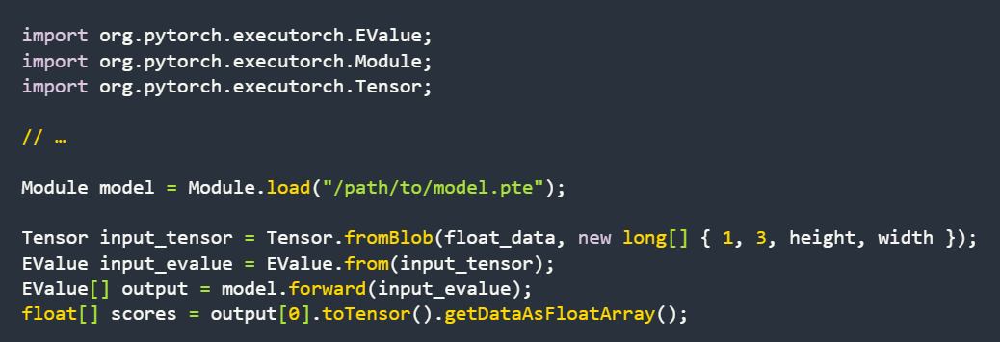 import org.pytorch.executorch.EValue;
import org.pytorch.executorch.Module;
import org.pytorch.executorch.Tensor;
// …
Module model = Module.load("/path/to/model.pte");
Tensor input_tensor = Tensor.fromBlob(float_data, new long[] { 1, 3, height, width });
EValue input_evalue = EValue.from(input_tensor);
EValue[] output = model.forward(input_evalue);
float[] scores = output[0].toTensor().getDataAsFloatArray();